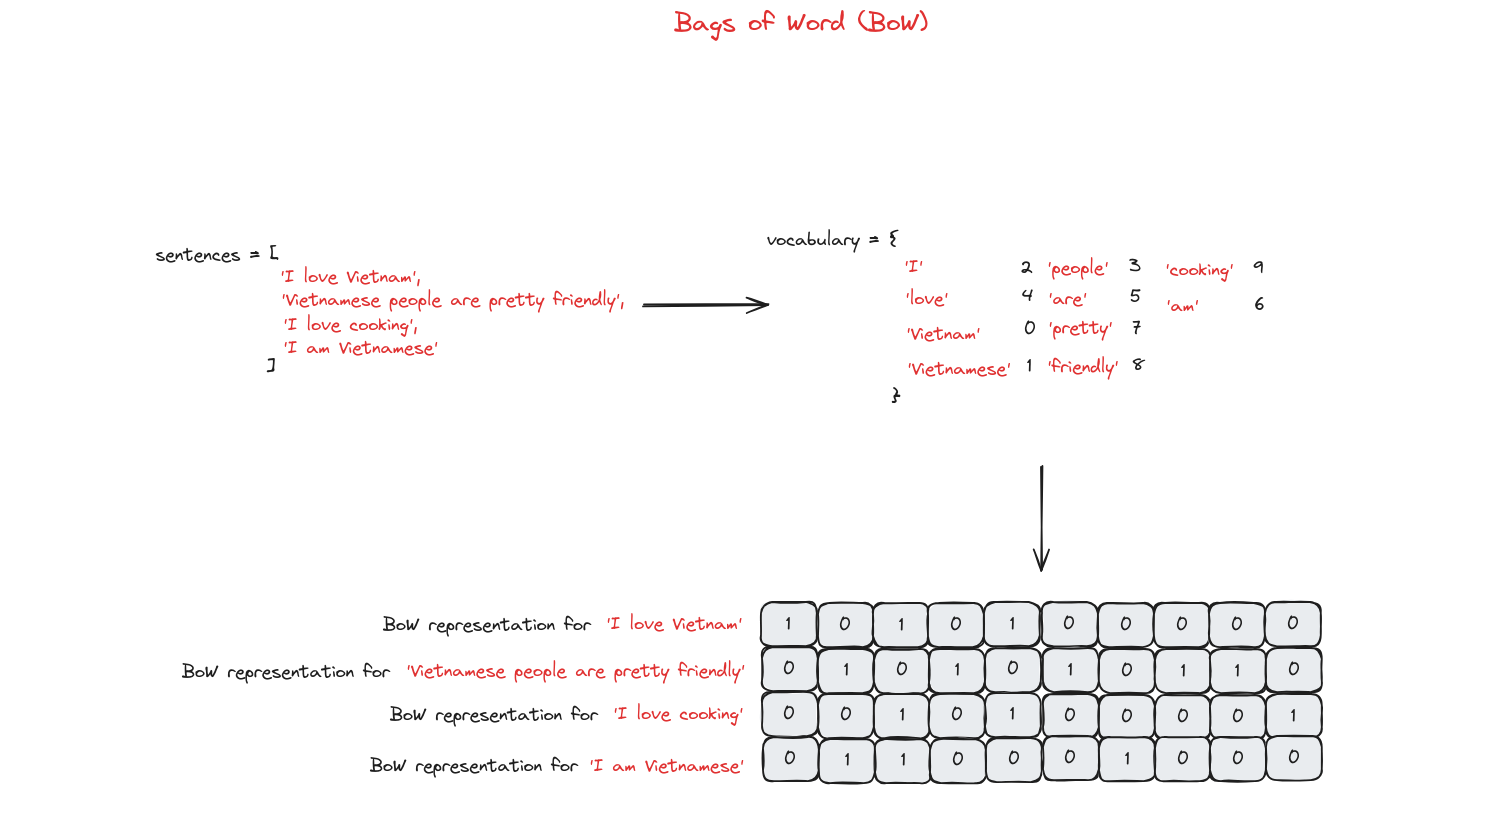 Bags of Word (BoW)
sentences = [
'I love Vietnam',
'Vietnamese people are pretty friendly',
'I love cooking',
'I am Vietnamese'
]
vocabulary = {
'I' 2 'people' 3 'cooking' 9
'love' 4 'are' 5 'am' 6
'Vietnam' 0 'pretty' 7
'Vietnamese' 1 'friendly' 8
}
BoW representation for 'I love Vietnam' 1 0 1 0 1 0 0 0 0 0
BoW representation for 'Vietnamese people are pretty friendly' 0 1 0 1 0 1 0 1 1 0
BoW representation for 'I love cooking' 0 0 1 0 1 0 0 0 0 1
BoW representation for 'I am Vietnamese' 0 1 1 0 0 0 1 0 0 0